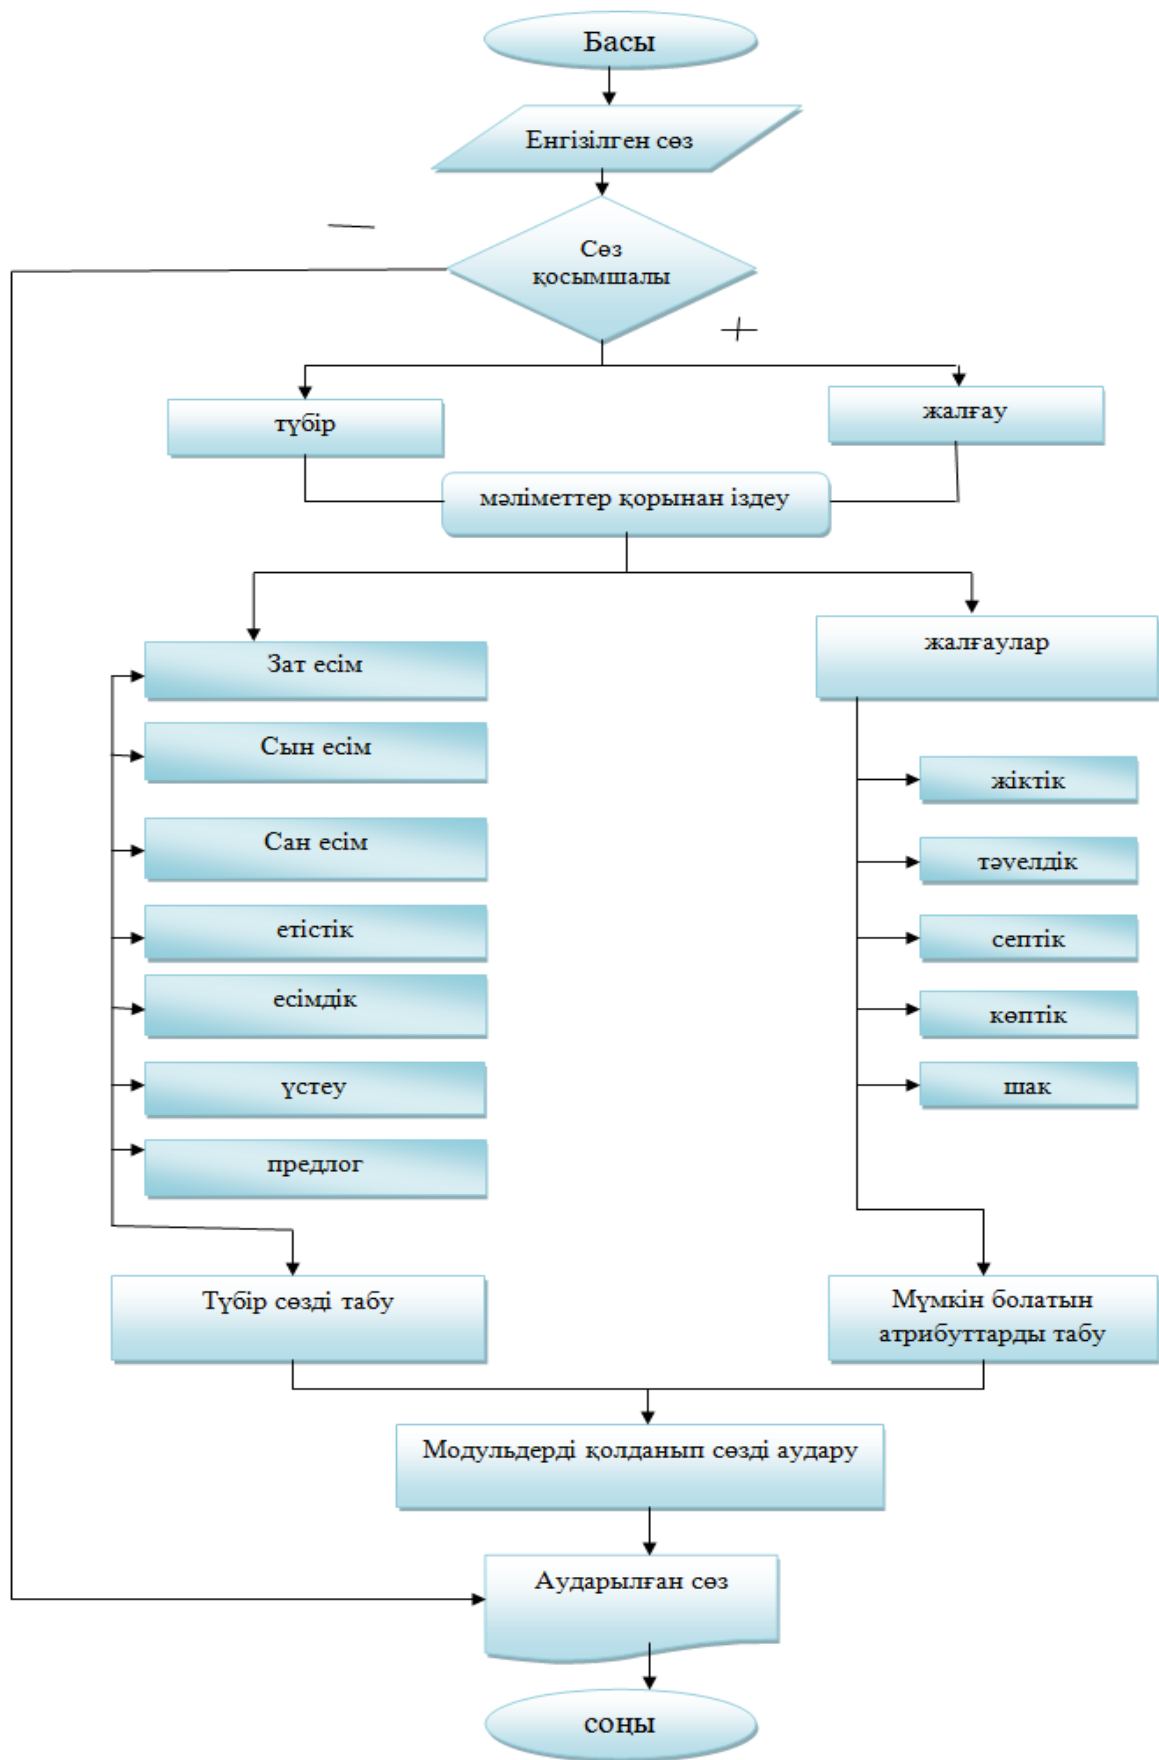 Басы
Енгізілген сөз
—
Сөз
қосымшалы
+
түбір
жалғау
мәліметтер қорынан іздеу
Зат есім
Сын есім
Сан есім
етістік
есімдік
үстеу
предлог
жалғаулар
жіктік
тәуелдік
септік
көптік
шак
Түбір сөзді табу
Мүмкін болатын
атрибуттарды табу
Модульдерді қолданып сөзді аудару
Аударылған сөз
соңы